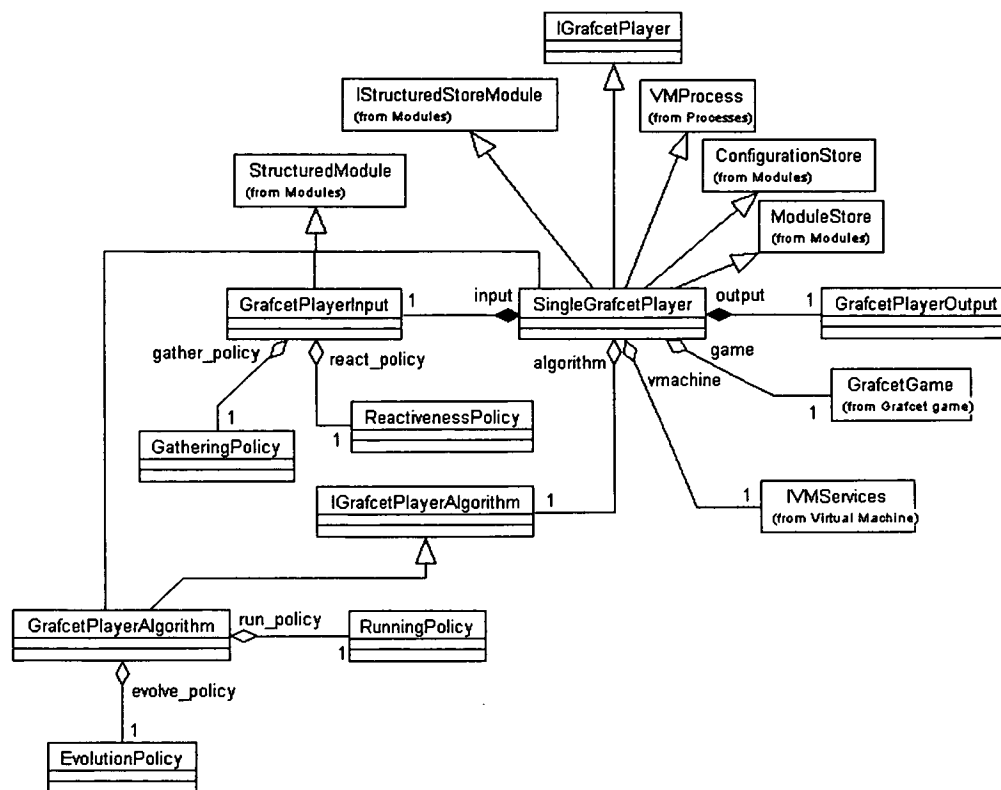 IGrafcetPlayer
IStructuredStoreModule
(from Modules)
VMProcess
(from Processes)
ConfigurationStore
(from Modules)
StructuredModule
(from Modules)
ModuleStore
(from Modules)
GrafcetPlayerInput
1
input
SingleGrafcetPlayer
output
1
GrafcetPlayerOutput
gather_policy
react_policy
algorithm
vmachine
game
GrafcetGame
(from Grafcet game)
1
1
GatheringPolicy
1
ReactivenessPolicy
IGrafcetPlayerAlgorithm
1
1
IVMServices
(from Virtual Machine)
GrafcetPlayerAlgorithm
run_policy
1
RunningPolicy
evolve_policy
1
EvolutionPolicy